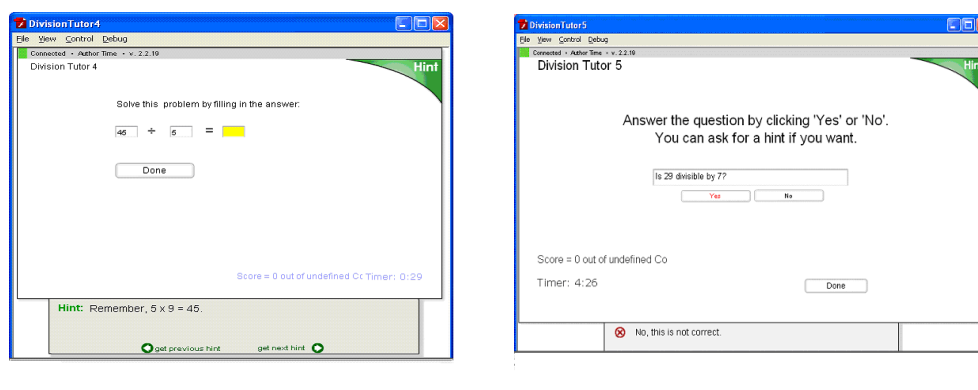 DivisionTutor4
File View Control Debug
Connected • Author Time • v. 2.2.19
Division Tutor 4
Hint
Solve this problem by filling in the answer:
45 ÷ 5 =
Done
Score = 0 out of undefined Cc Timer: 0:29
Hint: Remember, 5 x 9 = 45.
get previous hint get next hint
DivisionTutor5
File View Control Debug
Connected • Author Time • v. 2.2.19
Division Tutor 5
Hin
Answer the question by clicking 'Yes' or 'No'.
You can ask for a hint if you want.
Is 29 divisible by 7?
Yes No
Score = 0 out of undefined Co
Timer: 4:26
Done
No, this is not correct.